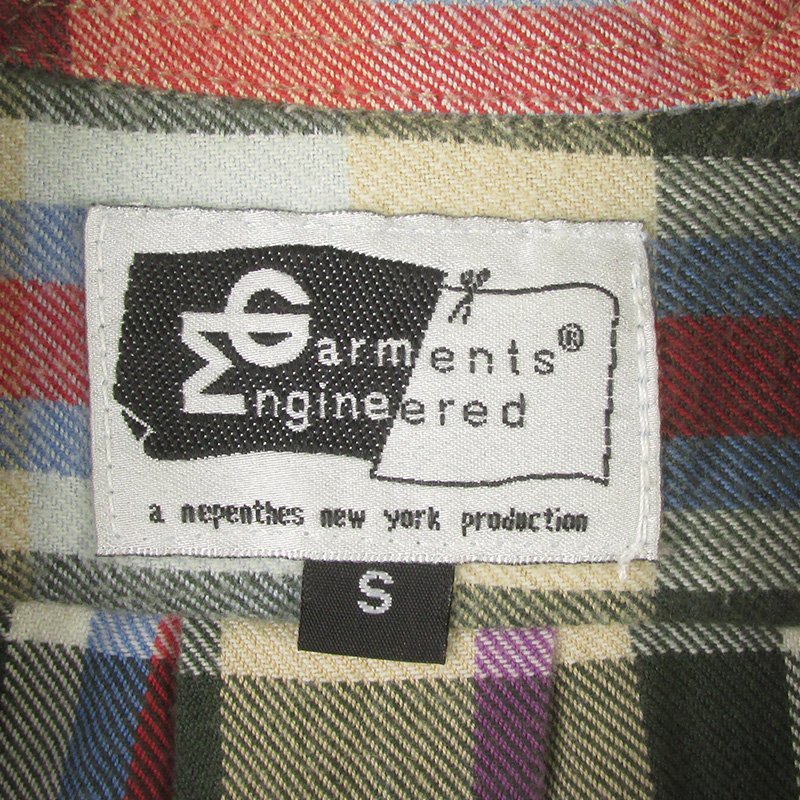 Garments®
Engineered
a nepenthes new york production
S